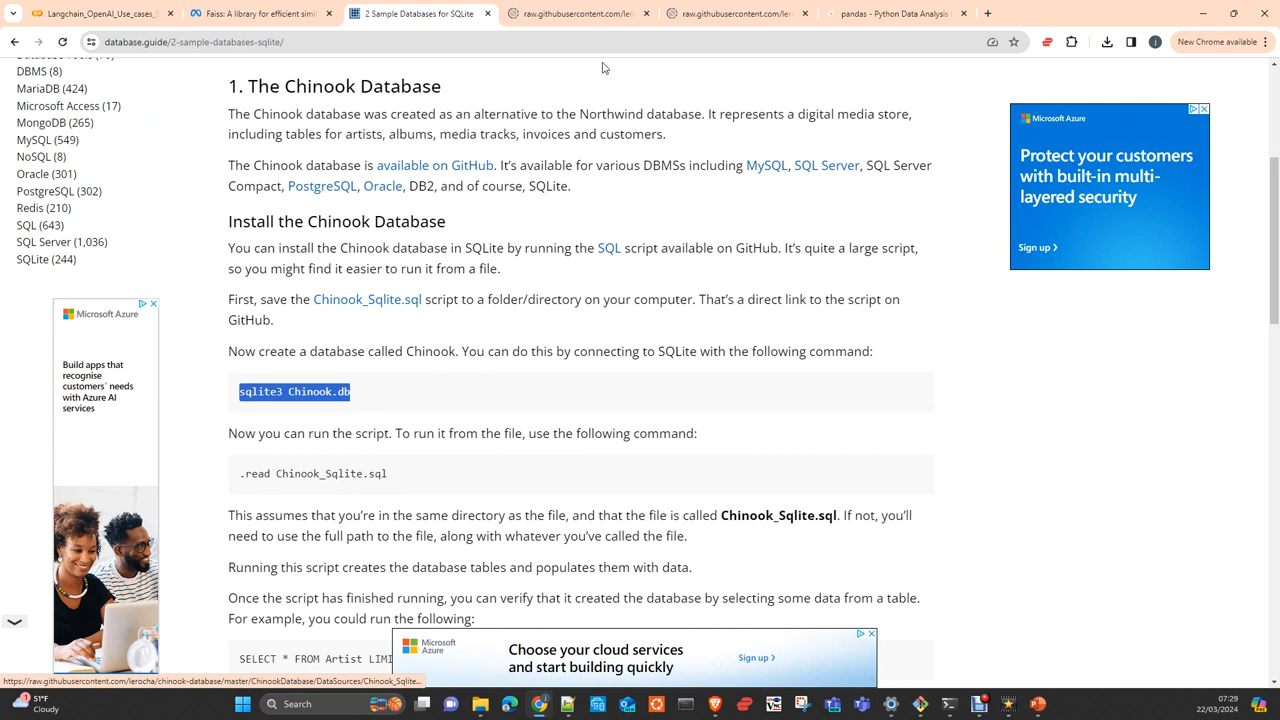 Langchain_OpenAI_Use_cases_S
Faiss: A library for efficient simil
2 Sample Databases for SQLite
raw.githubusercontent.com/lero
raw.githubusercontent.com/lero
pandas - Python Data Analysis
database.guide/2-sample-databases-sqlite/
New Chrome available
DBMS (8)
MariaDB (424)
Microsoft Access (17)
MongoDB (265)
MySQL (549)
NoSQL (8)
Oracle (301)
PostgreSQL (302)
Redis (210)
SQL (643)
SQL Server (1,036)
SQLite (244)
Microsoft Azure
Build apps that
recognise
customers' needs
with Azure AI
services
1. The Chinook Database
The Chinook database was created as an alternative to the Northwind database. It represents a digital media store,
including tables for artists, albums, media tracks, invoices and customers.
The Chinook database is available on GitHub. It's available for various DBMSs including MySQL, SQL Server, SQL Server
Compact, PostgreSQL, Oracle, DB2, and of course, SQLite.
Install the Chinook Database
You can install the Chinook database in SQLite by running the SQL script available on GitHub. It's quite a large script,
so you might find it easier to run it from a file.
First, save the Chinook_Sqlite.sql script to a folder/directory on your computer. That's a direct link to the script on
GitHub.
Now create a database called Chinook. You can do this by connecting to SQLite with the following command:
sqlite3 Chinook.db
Now you can run the script. To run it from the file, use the following command:
.read Chinook_Sqlite.sql
This assumes that you're in the same directory as the file, and that the file is called Chinook_Sqlite.sql. If not, you'll
need to use the full path to the file, along with whatever you've called the file.
Running this script creates the database tables and populates them with data.
Once the script has finished running, you can verify that it created the database by selecting some data from a table.
For example, you could run the following:
SELECT * FROM Artist LIMI
Microsoft Azure
Protect your customers
with built-in multi-
layered security
Sign up
Microsoft
Azure
Choose your cloud services
and start building quickly
Sign up
https://raw.githubusercontent.com/lerocha/chinook-database/master/ChinookDatabase/DataSources/Chinook_Sqlite...
51°F
Cloudy
Search
07:29
22/03/2024